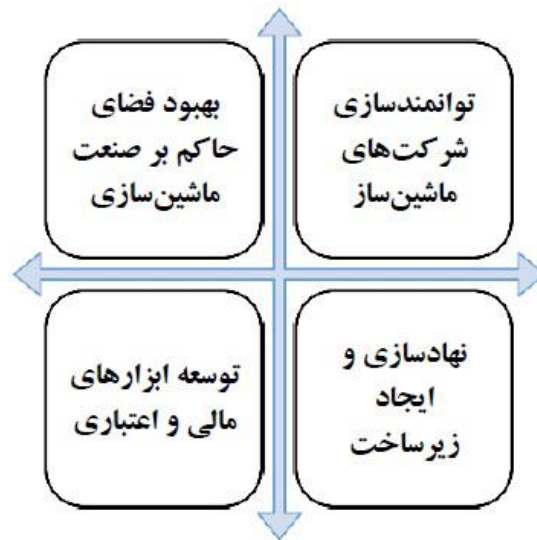 توانمندسازی
شرکت‌های
ماشین‌ساز
بهبود فضای
حاکم بر صنعت
ماشین‌سازی
نهادسازی و
ایجاد
زیرساخت
توسعه ابزارهای
مالی و اعتباری